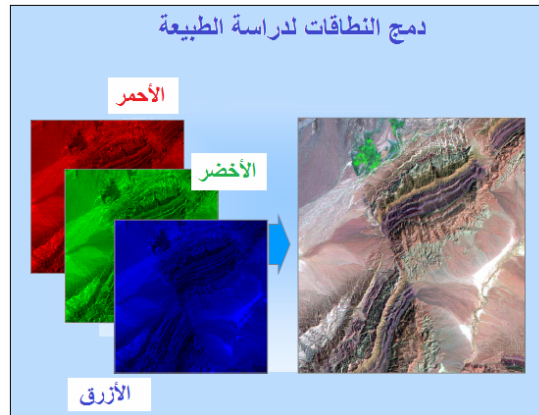 دمج النطاقات لدراسة الطبيعة
الأحمر
الأخضر
الأزرق